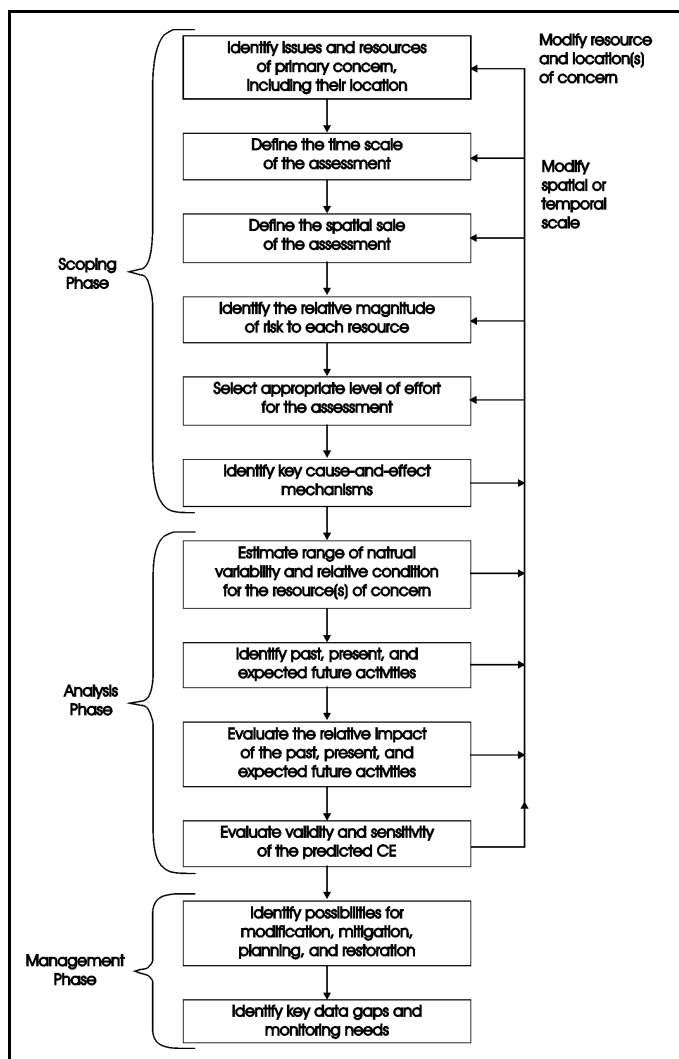 Identify issues and resources
of primary concern,
including their location
Modify resource
and location(s)
of concern
Define the time scale
of the assessment
Modify
spatial or
temporal
scale
Define the spatial sale
of the assessment
Scoping
Phase
Identify the relative magnitude
of risk to each resource
Select appropriate level of effort
for the assessment
Identify key cause-and-effect
mechanisms
Estimate range of natrual
variability and relative condition
for the resource(s) of concern
Identify past, present, and
expected future activities
Analysis
Phase
Evaluate the relative impact
of the past, present, and
expected future activities
Evaluate validity and sensitivity
of the predicted CE
Identify possibilities for
modification, mitigation,
planning, and restoration
Management
Phase
Identify key data gaps and
monitoring needs